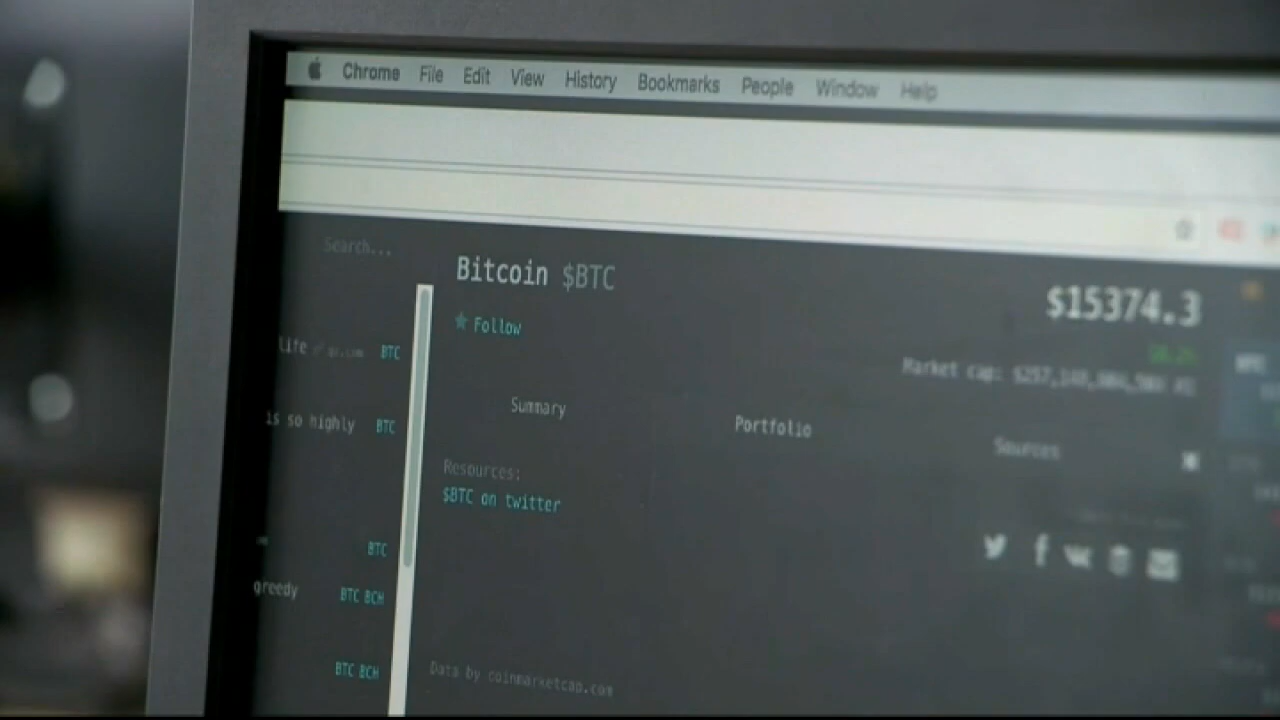 Chrome File Edit View History Bookmarks People Window Help
Search...
Bitcoin $BTC
$15374.3
Follow
life BTC
Market cap:
Summary
Portfolio
Sources
is so highly BTC
Resources:
$BTC on twitter
BTC
greedy BTC BCH
BTC BCH
Data by coinmarketcap.com